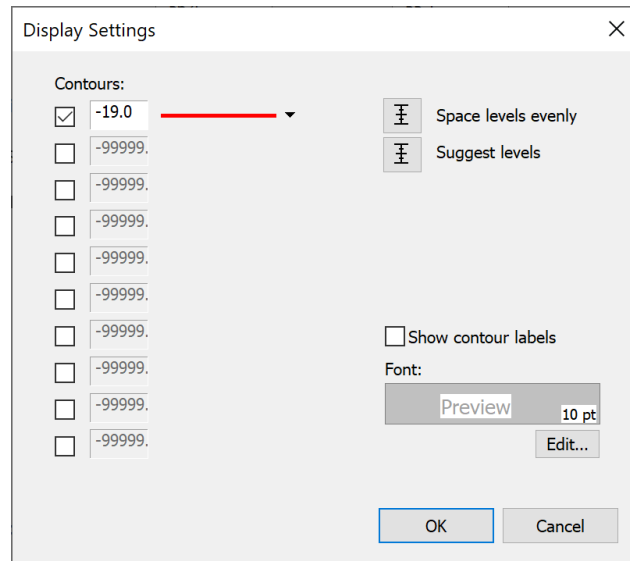 Display Settings
Contours:
-19.0
Space levels evenly
-99999.
Suggest levels
-99999.
-99999.
-99999.
-99999.
-99999.
Show contour labels
-99999.
Font:
-99999.
Preview
10 pt
-99999.
Edit...
OK
Cancel